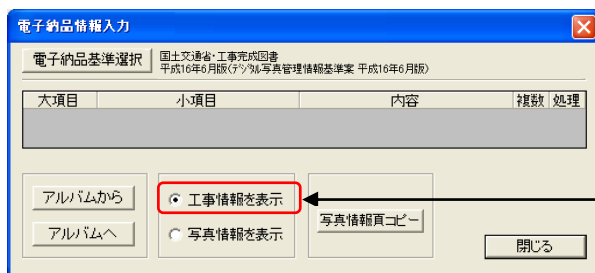 電子納品情報入力
電子納品基準選択
国土交通省・工事完成図書
平成16年6月版(デジタル写真管理情報基準案 平成16年6月版)
大項目 小項目 内容 複数 処理
アルバムから
工事情報を表示
写真情報頁コピー
アルバムへ
写真情報を表示
閉じる